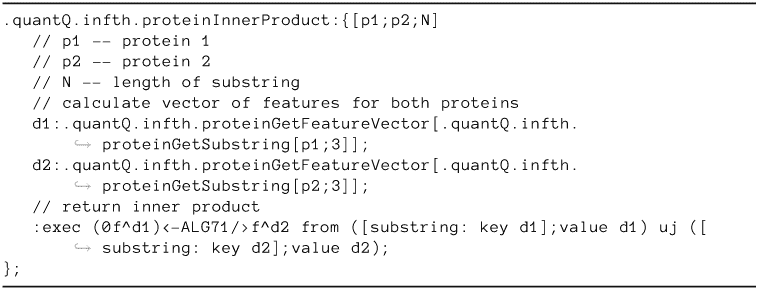 .quantQ.infth.proteinInnerProduct:{[p1;p2;N]
// p1 -- protein 1
// p2 -- protein 2
// N -- length of substring
// calculate vector of features for both proteins
d1:.quantQ.infth.proteinGetFeatureVector[.quantQ.infth.
↪ proteinGetSubstring[p1;3]];
d2:.quantQ.infth.proteinGetFeatureVector[.quantQ.infth.
↪ proteinGetSubstring[p2;3]];
// return inner product
:exec (0f^d1)<-ALG71/>f^d2 from ([substring: key d1];value d1) uj ([
↪ substring: key d2];value d2);
};